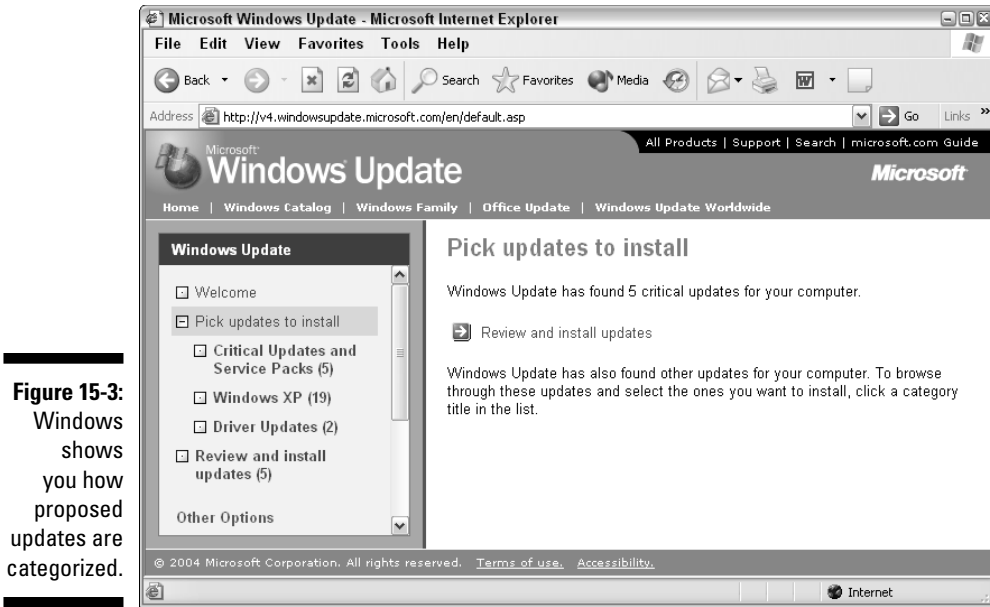 Microsoft Windows Update - Microsoft Internet Explorer
File Edit View Favorites Tools Help
Back Search Favorites Media
Address http://v4.windowsupdate.microsoft.com/en/default.asp Go Links »
All Products | Support | Search | microsoft.com Guide
Microsoft
Windows Update
Microsoft
Home | Windows Catalog | Windows Family | Office Update | Windows Update Worldwide
Windows Update
Welcome
Pick updates to install
Critical Updates and
Service Packs (5)
Windows XP (19)
Driver Updates (2)
Review and install
updates (5)
Other Options
Pick updates to install
Windows Update has found 5 critical updates for your computer.
Review and install updates
Windows Update has also found other updates for your computer. To browse
through these updates and select the ones you want to install, click a category
title in the list.
© 2004 Microsoft Corporation. All rights reserved. Terms of use. Accessibility.
Internet
Figure 15-3:
Windows
shows
you how
proposed
updates are
categorized.